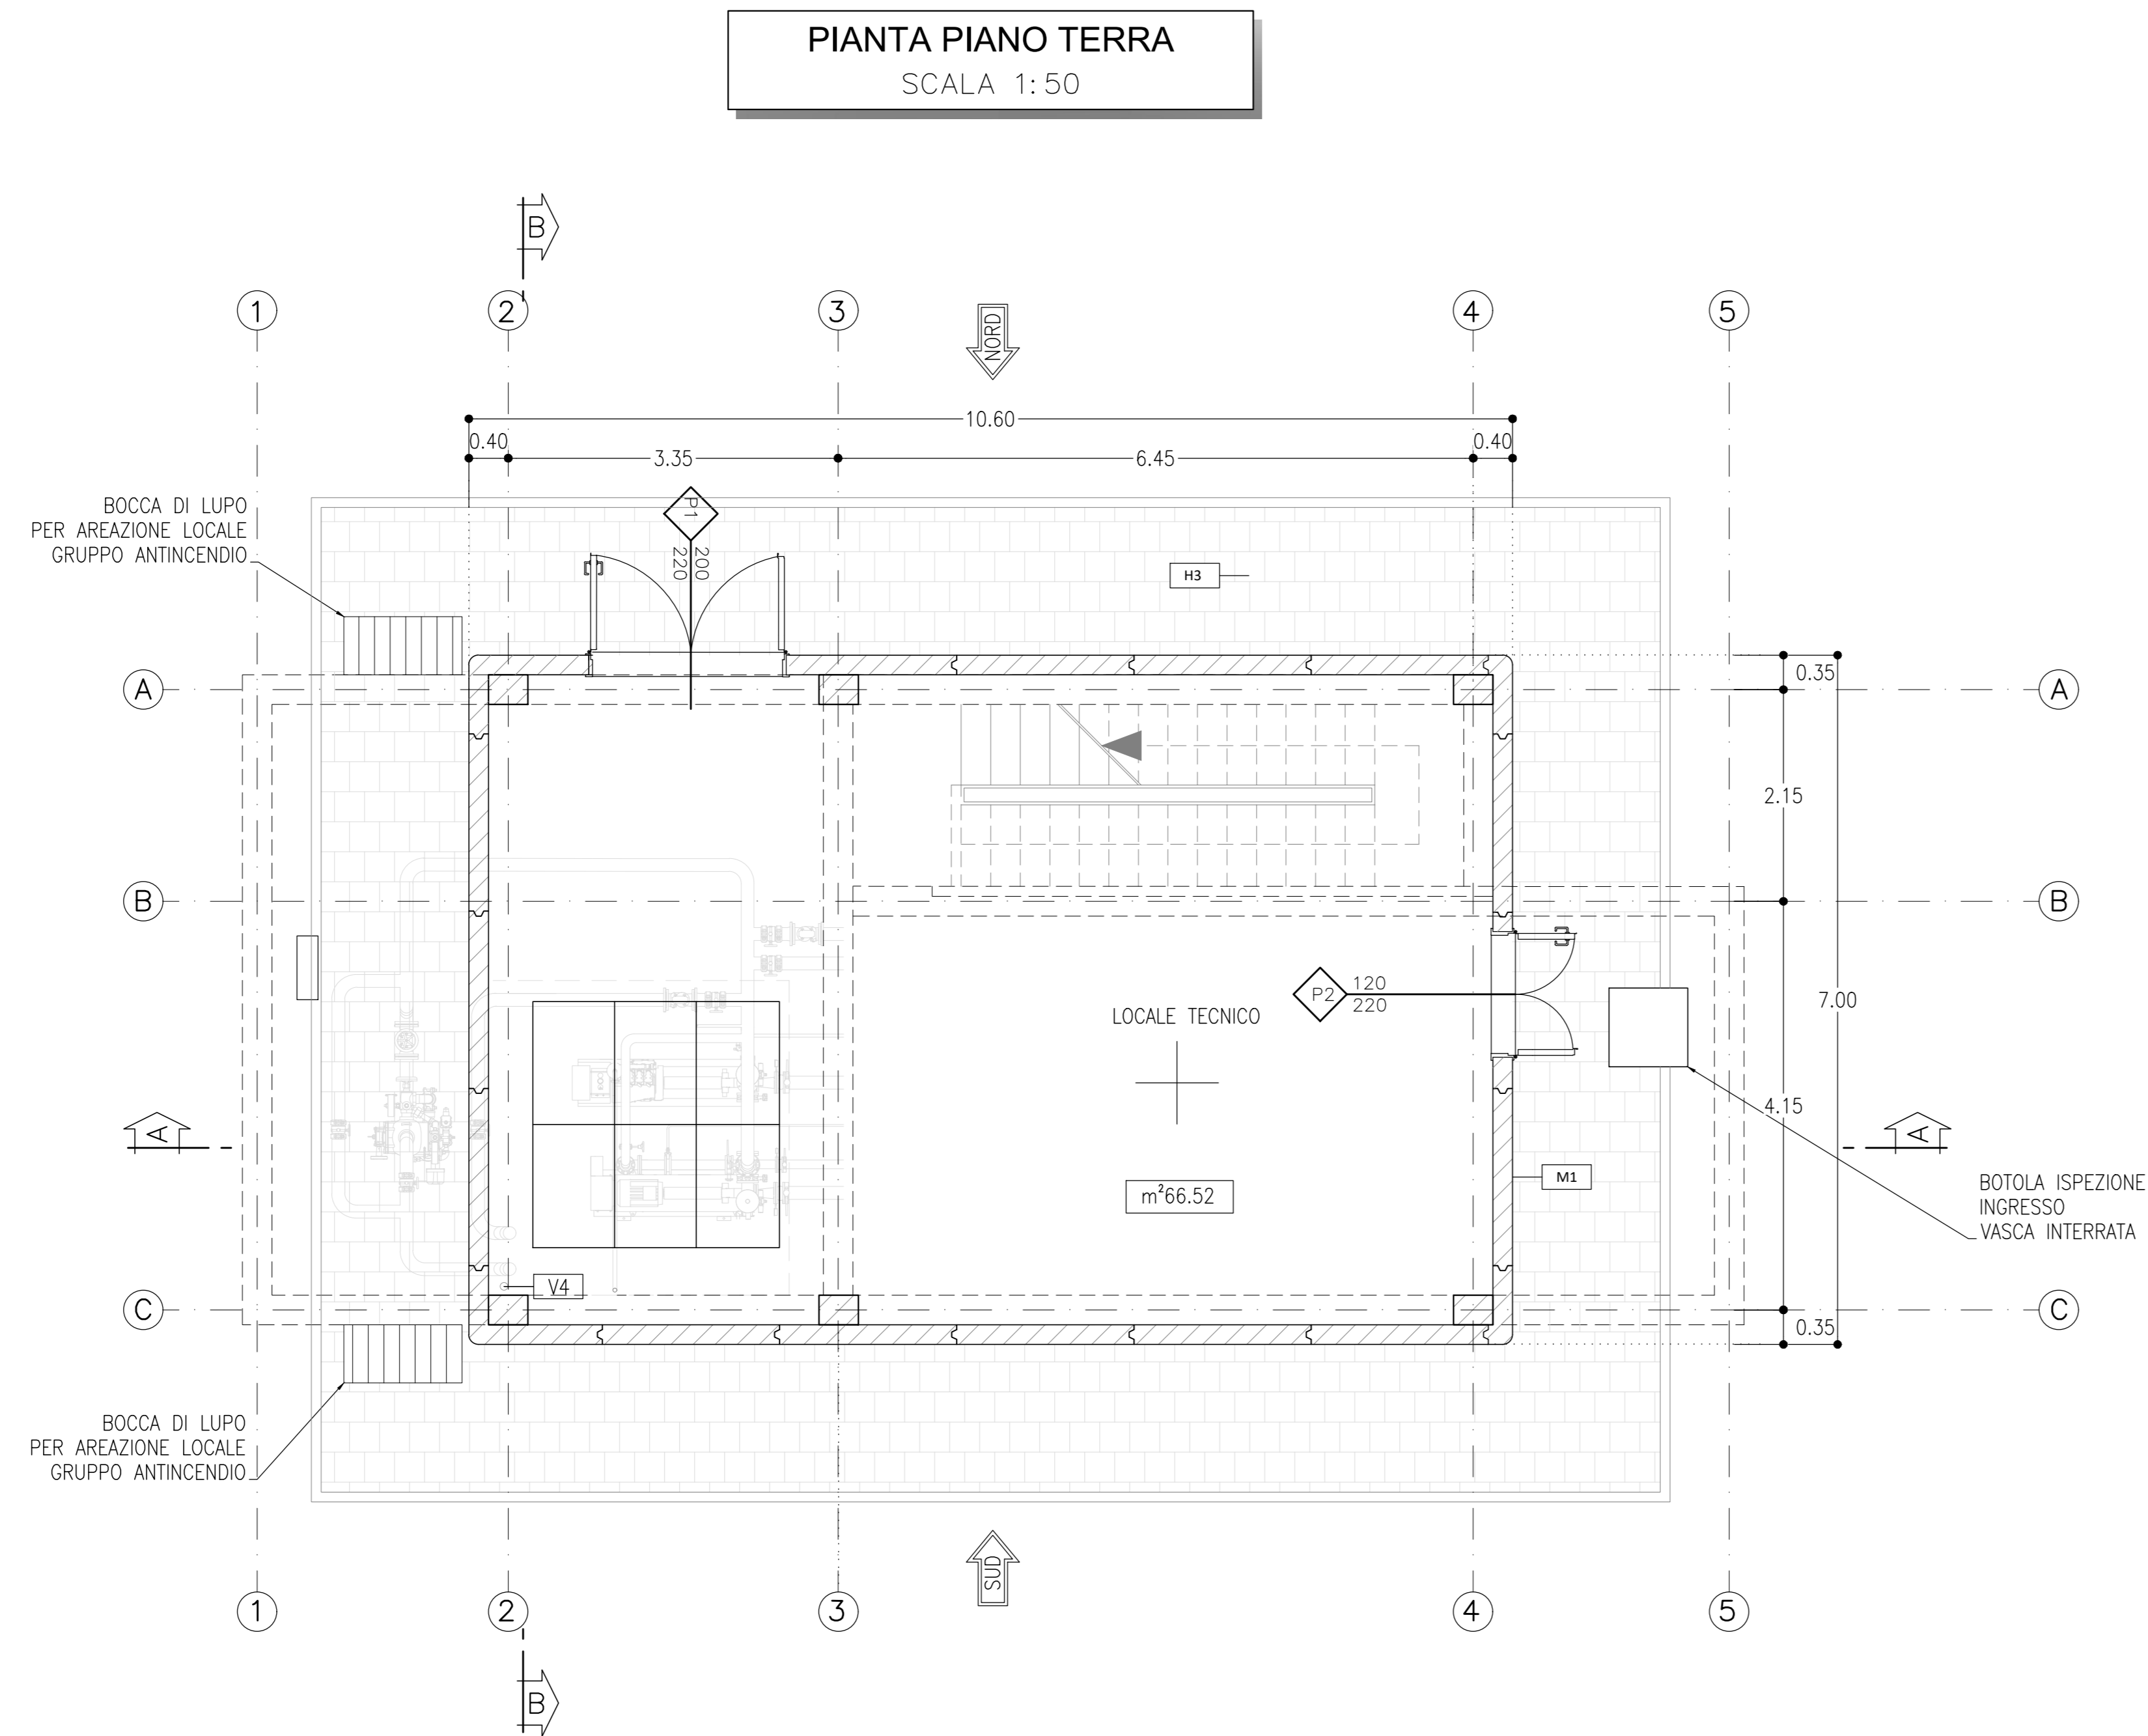 PIANTA PIANO TERRA
SCALA 1:50
B
1
2
3
4
5
NORD
10.60
0.40
3.35
6.45
0.40
BOCCA DI LUPO
PER AREAZIONE LOCALE
GRUPPO ANTINCENDIO
P1
200
220
H3
A
A
0.35
2.15
B
B
7.00
P2
120
220
LOCALE TECNICO
4.15
A
A
M1
m²66.52
BOTOLA ISPEZIONE
INGRESSO
VASCA INTERRATA
V4
C
C
0.35
BOCCA DI LUPO
PER AREAZIONE LOCALE
GRUPPO ANTINCENDIO
SUD
1
2
3
4
5
B